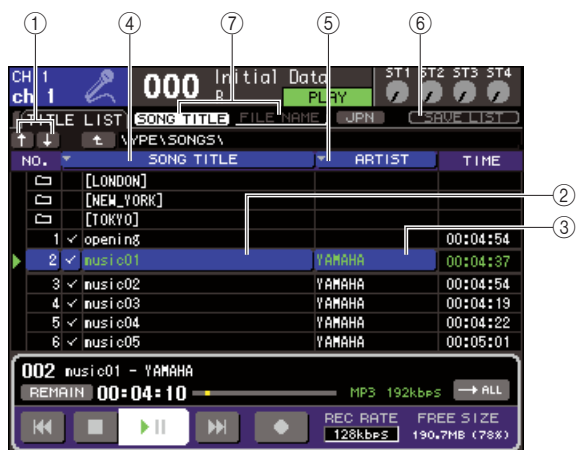 ① ④ ⑦ ⑤ ⑥
CH 1 ch 1 000 Initial Data R PLAY ST1 ST2 ST3 ST4
TITLE LIST SONG TITLE FILE NAME JPN SAVE LIST
\YPE\SONGS\
NO. SONG TITLE ARTIST TIME
[LONDON]
[NEW_YORK] ②
[TOKYO] ③
1 opening 00:04:54
2 music01 YAMAHA 00:04:37
3 music02 YAMAHA 00:04:54
4 music03 YAMAHA 00:04:19
5 music04 YAMAHA 00:04:22
6 music05 YAMAHA 00:05:01
002 music01 - YAMAHA
REMAIN 00:04:10 MP3 192kbps → ALL
REC RATE FREE SIZE
128kbps 190.7MB (78%)